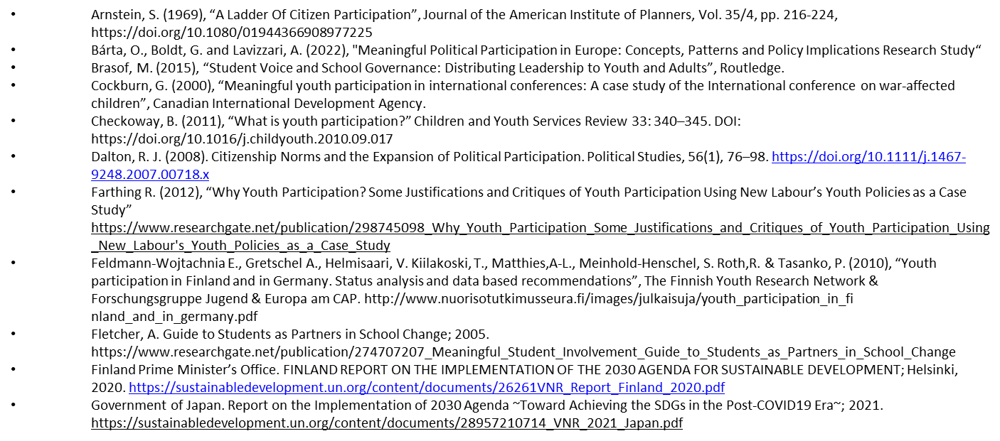 • Arnstein, S. (1969), “A Ladder Of Citizen Participation”, Journal of the American Institute of Planners, Vol. 35/4, pp. 216-224,
https://doi.org/10.1080/01944366908977225
• Bárta, O., Boldt, G. and Lavizzari, A. (2022), "Meaningful Political Participation in Europe: Concepts, Patterns and Policy Implications Research Study“
• Brasof, M. (2015), “Student Voice and School Governance: Distributing Leadership to Youth and Adults”, Routledge.
• Cockburn, G. (2000), “Meaningful youth participation in international conferences: A case study of the International conference on war-affected
children”, Canadian International Development Agency.
• Checkoway, B. (2011), “What is youth participation?” Children and Youth Services Review 33: 340–345. DOI:
https://doi.org/10.1016/j.childyouth.2010.09.017
• Dalton, R. J. (2008). Citizenship Norms and the Expansion of Political Participation. Political Studies, 56(1), 76–98. https://doi.org/10.1111/j.1467-
9248.2007.00718.x
• Farthing R. (2012), “Why Youth Participation? Some Justifications and Critiques of Youth Participation Using New Labour’s Youth Policies as a Case
Study”
https://www.researchgate.net/publication/298745098_Why_Youth_Participation_Some_Justifications_and_Critiques_of_Youth_Participation_Using
_New_Labour's_Youth_Policies_as_a_Case_Study
• Feldmann-Wojtachnia E., Gretschel A., Helmisaari, V. Kiilakoski, T., Matthies,A-L., Meinhold-Henschel, S. Roth,R. & Tasanko, P. (2010), “Youth
participation in Finland and in Germany. Status analysis and data based recommendations”, The Finnish Youth Research Network &
Forschungsgruppe Jugend & Europa am CAP. http://www.nuorisotutkimusseura.fi/images/julkaisuja/youth_participation_in_fi
nland_and_in_germany.pdf
• Fletcher, A. Guide to Students as Partners in School Change; 2005.
https://www.researchgate.net/publication/274707207_Meaningful_Student_Involvement_Guide_to_Students_as_Partners_in_School_Change
• Finland Prime Minister’s Office. FINLAND REPORT ON THE IMPLEMENTATION OF THE 2030 AGENDA FOR SUSTAINABLE DEVELOPMENT; Helsinki,
2020. https://sustainabledevelopment.un.org/content/documents/26261VNR_Report_Finland_2020.pdf
• Government of Japan. Report on the Implementation of 2030 Agenda ~Toward Achieving the SDGs in the Post-COVID19 Era~; 2021.
https://sustainabledevelopment.un.org/content/documents/28957210714_VNR_2021_Japan.pdf